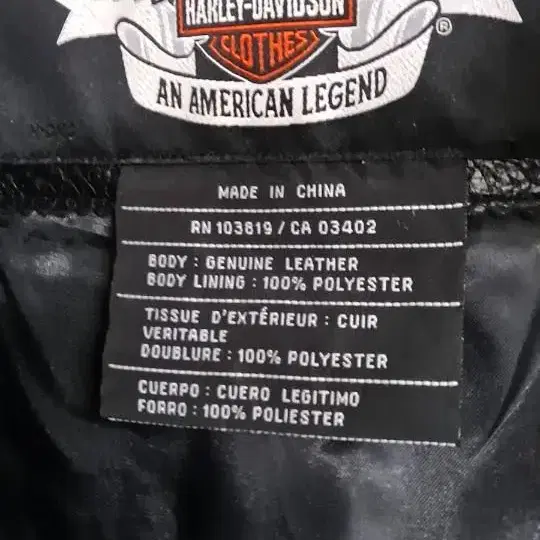 HARLEY-DAVIDSON
CLOTHES
®
AN AMERICAN LEGEND
MADE IN CHINA
RN 103819 / CA 03402
BODY : GENUINE LEATHER
BODY LINING : 100% POLYESTER
TISSUE D'EXTÉRIEUR : CUIR
VERITABLE
DOUBLURE : 100% POLYESTER
CUERPO : CUERO LEGITIMO
FORRO : 100% POLIESTER